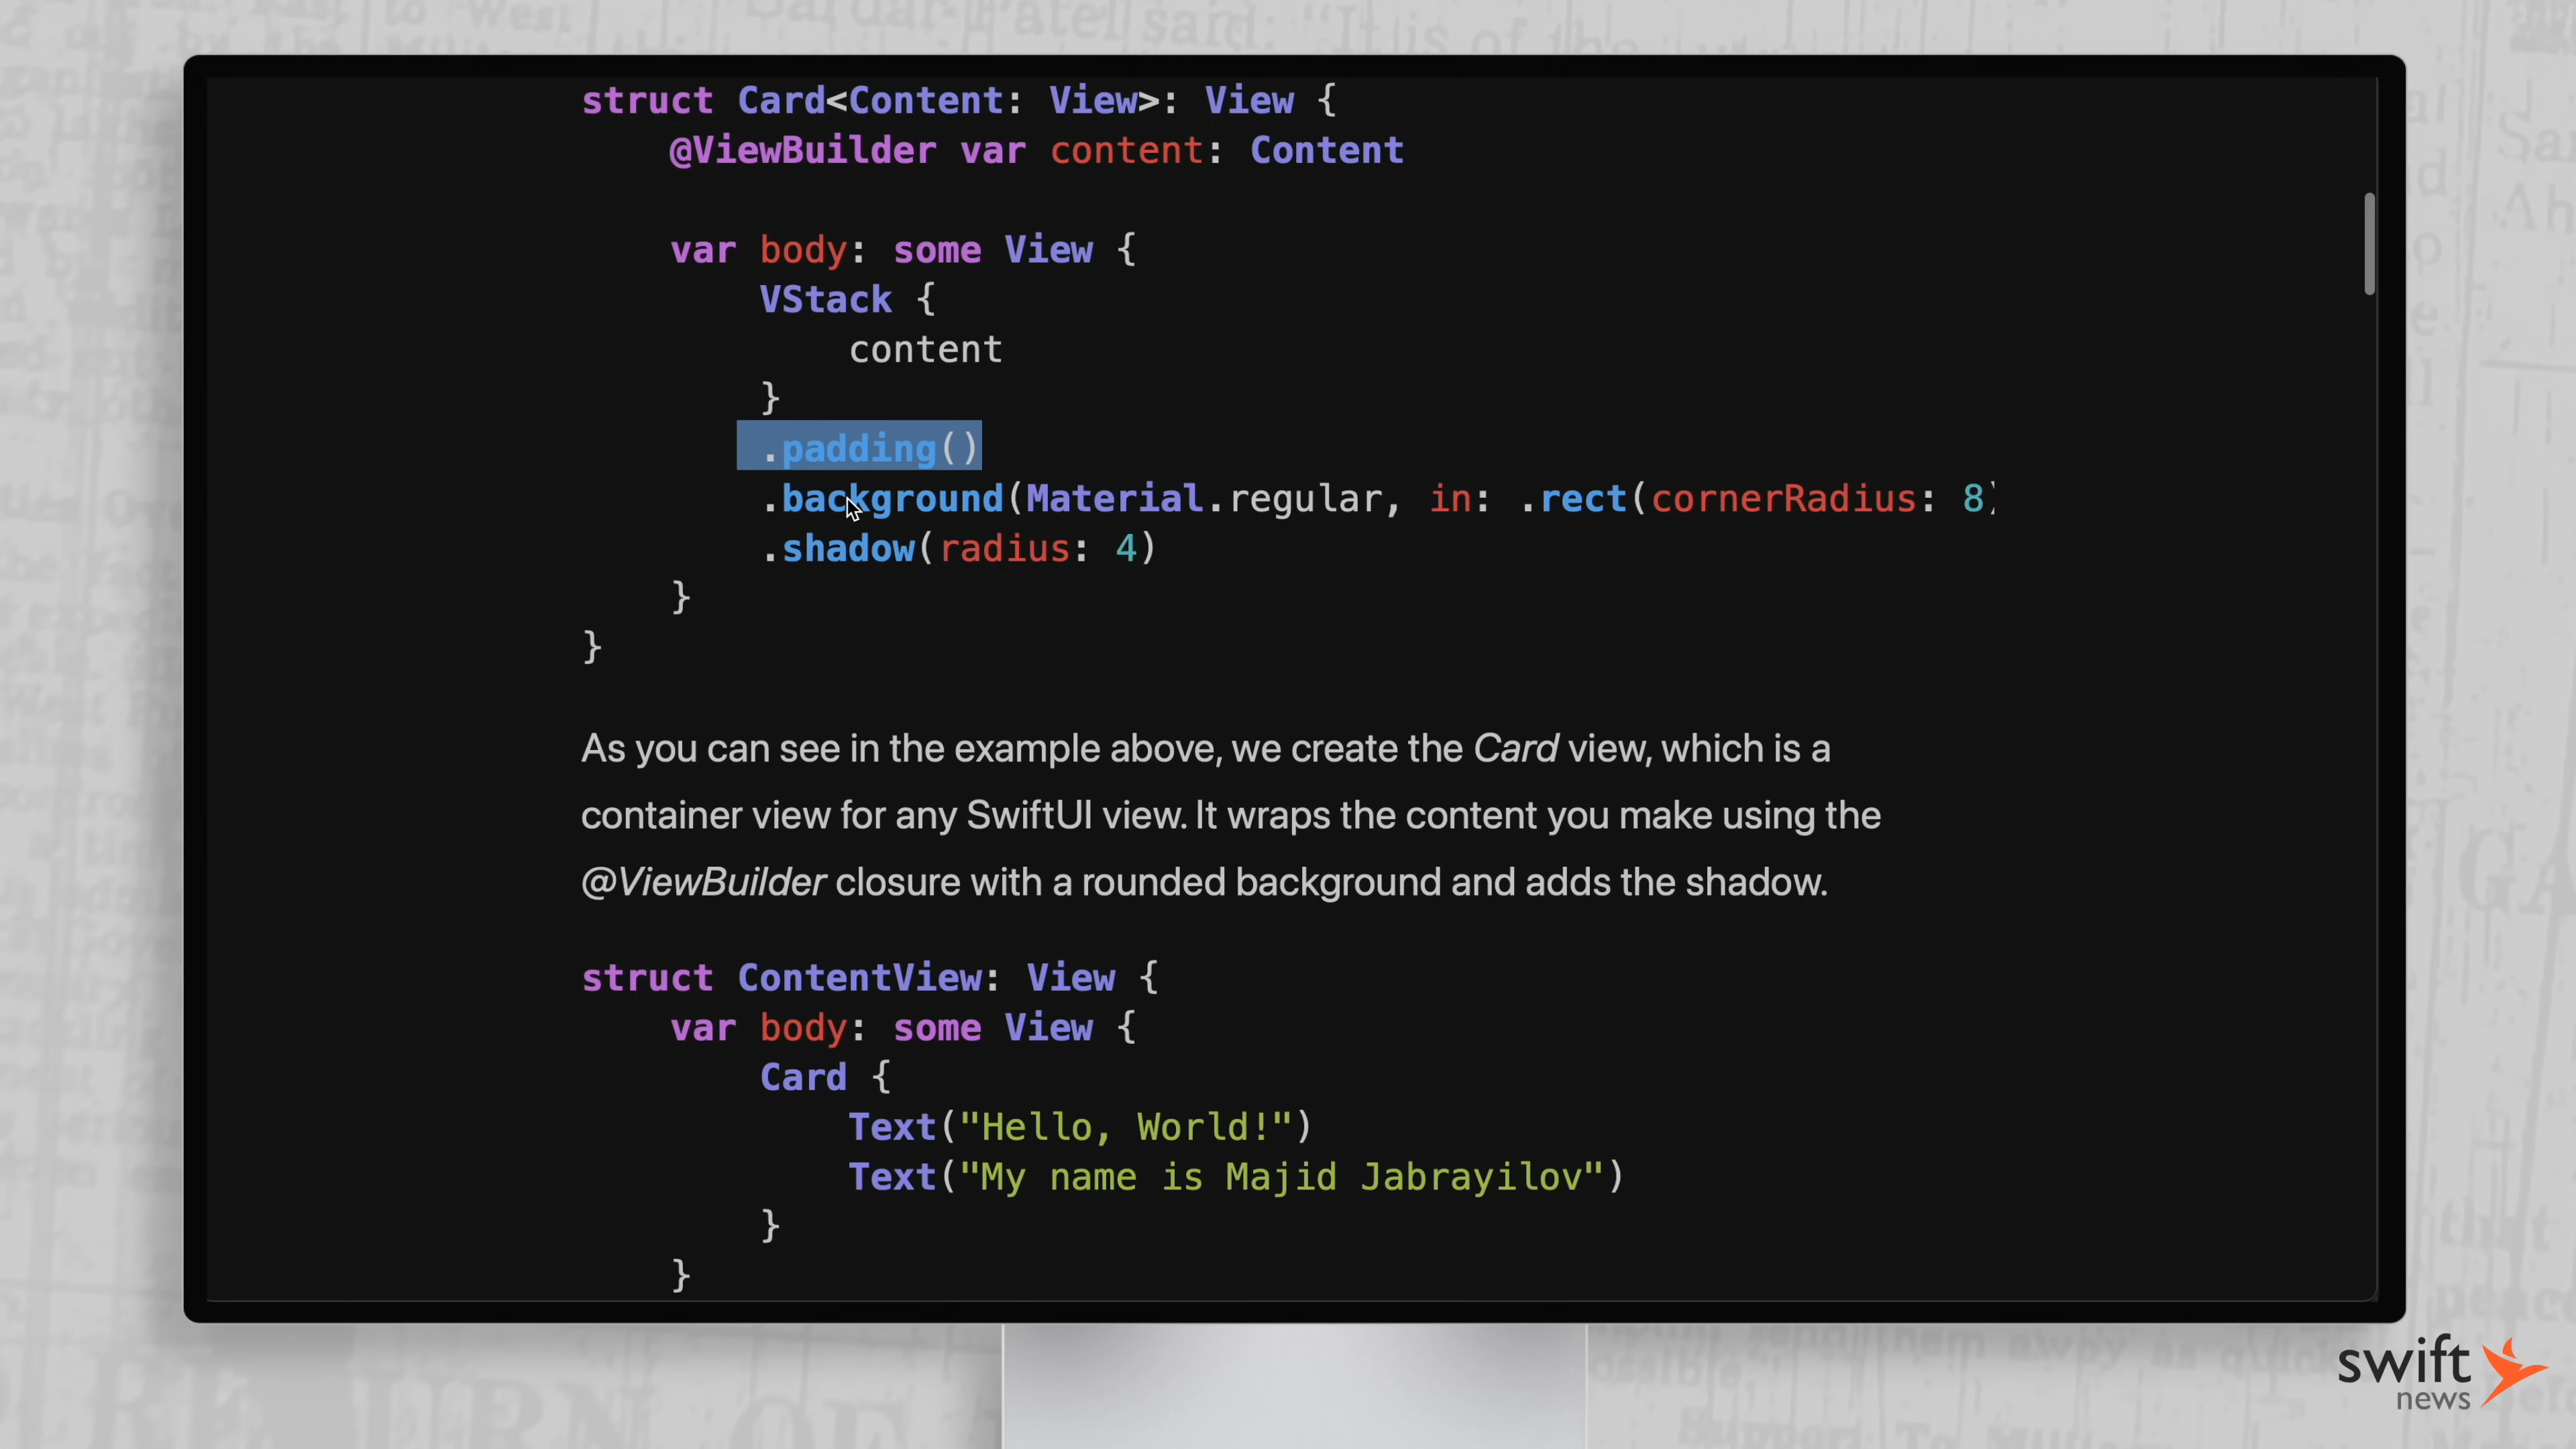 struct Card<Content: View>: View {
@ViewBuilder var content: Content
var body: some View {
VStack {
content
}
.padding()
.background(Material.regular, in: .rect(cornerRadius: 8)
.shadow(radius: 4)
}
}
As you can see in the example above, we create the Card view, which is a
container view for any SwiftUI view. It wraps the content you make using the
@ViewBuilder closure with a rounded background and adds the shadow.
struct ContentView: View {
var body: some View {
Card {
Text("Hello, World!")
Text("My name is Majid Jabrayilov")
}
}
swift
news